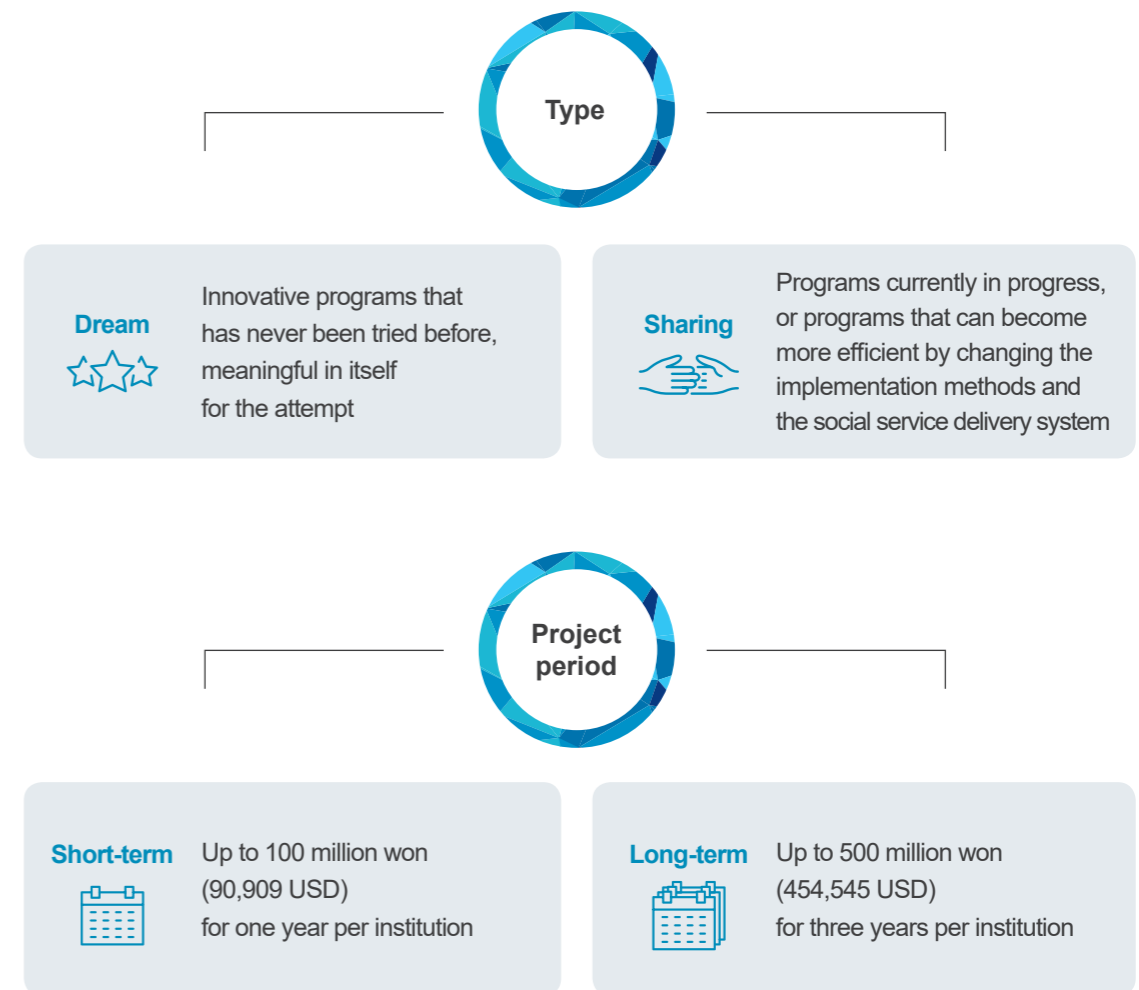 Type
Dream
Innovative programs that
has never been tried before,
meaningful in itself
for the attempt
Sharing
Programs currently in progress,
or programs that can become
more efficient by changing the
implementation methods and
the social service delivery system
Project
period
Short-term
Up to 100 million won
(90,909 USD)
for one year per institution
Long-term
Up to 500 million won
(454,545 USD)
for three years per institution